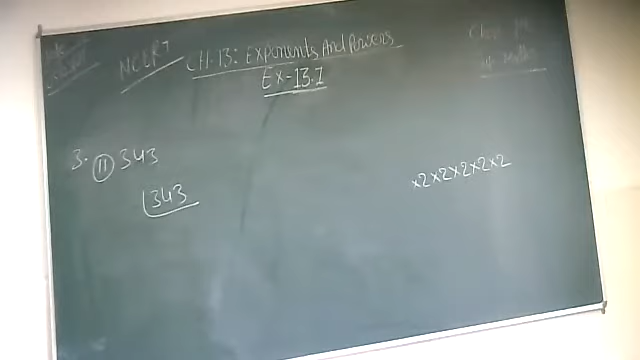 NCERT
CH-13: Exponents And Powers
Ex-13.1
3. (ii) 343
343
×2×2×2×2×2